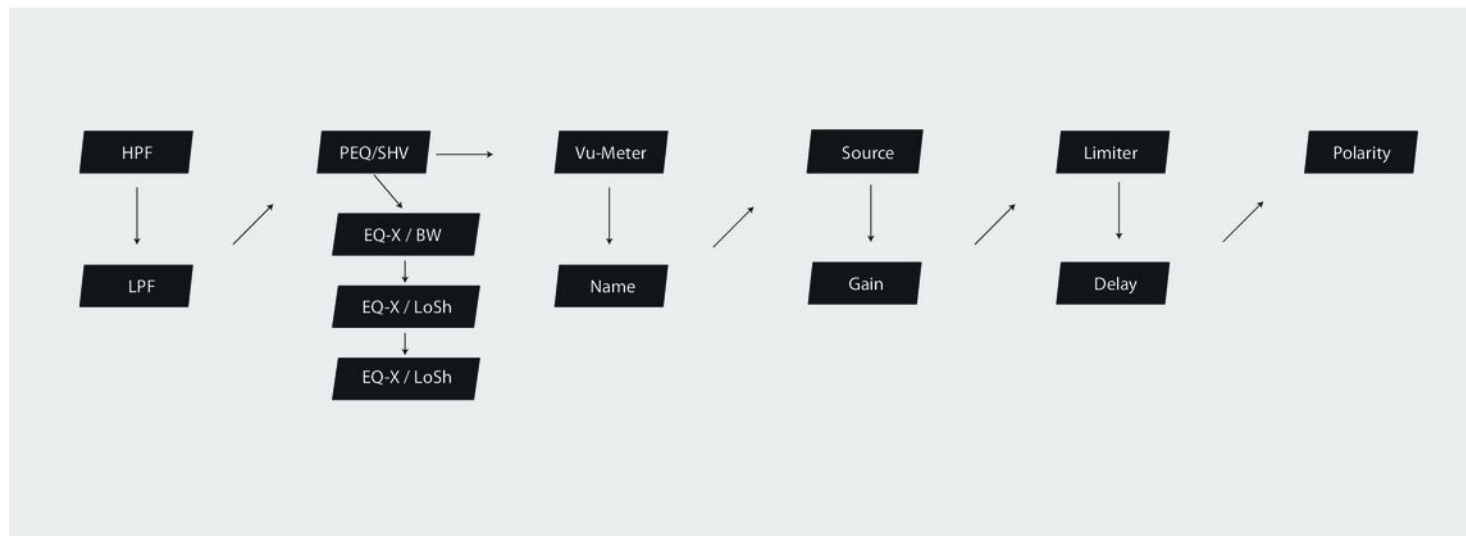 HPF
LPF
PEQ/SHV
EQ-X / BW
EQ-X / LoSh
EQ-X / LoSh
Vu-Meter
Name
Source
Gain
Limiter
Delay
Polarity